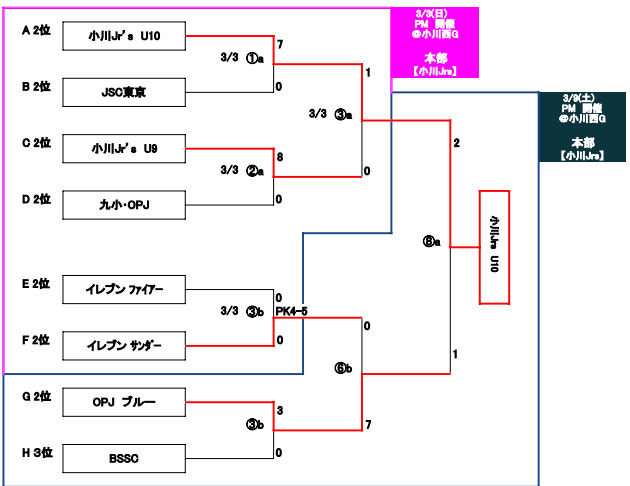 3/3(日)
PM 開催
@小川西G
本部
【小川Jrs】
3/9(土)
PM 開催
@小川西G
本部
【小川Jrs】
A 2位 小川Jr's U10 7
3/3 ①a
B 2位 JSC東京 0
1
3/3 ③a
C 2位 小川Jr's U9 8
3/3 ②a
D 2位 九小・OPJ 0
0
2
⑧a
小川Jrs U10
E 2位 イレブン ファイアー 0
3/3 ③b PK4-5
F 2位 イレブン サンダー 0
0
⑥b
1
G 2位 OPJ ブルー 3
③b
7
H 3位 BSSC 0